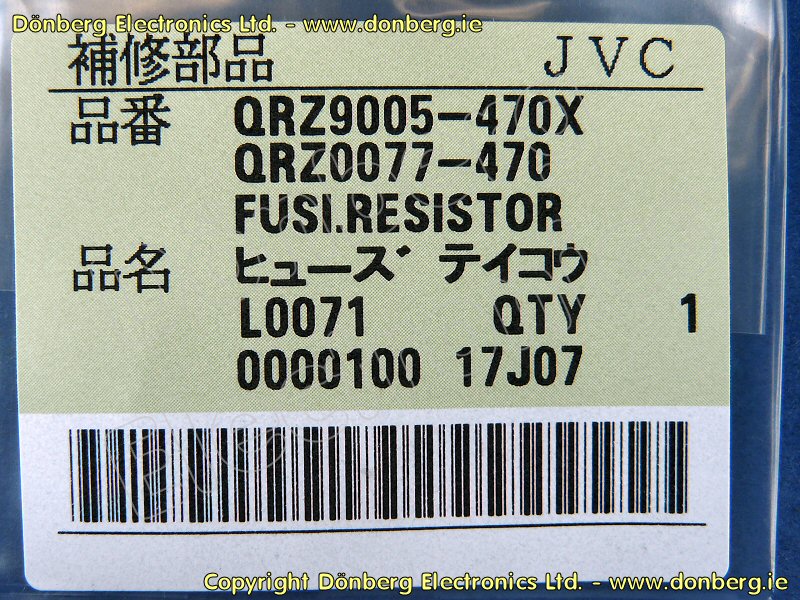 Dönberg Electronics Ltd. - www.donberg.ie
補修部品 JVC
品番 QRZ9005-470X
QRZ0077-470
FUSI.RESISTOR
品名 ヒューズ テイコウ
L0071 QTY 1
0000100 17J07
Copyright Dönberg Electronics Ltd. - www.donberg.ie